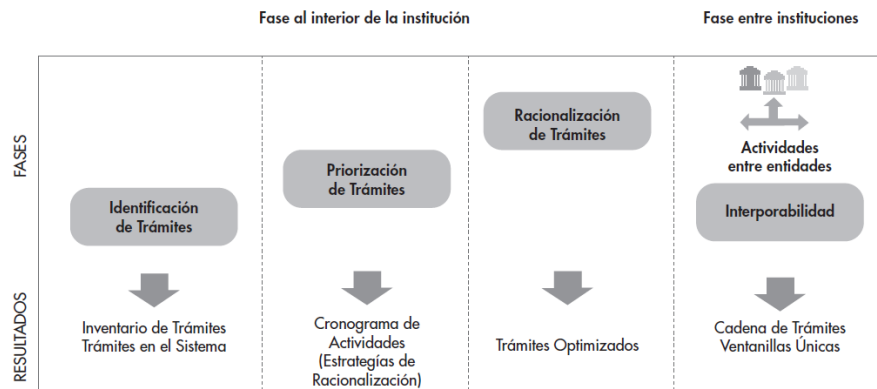 Fase al interior de la institución
Fase entre instituciones
FASES
Identificación
de Trámites
Priorización
de Trámites
Racionalización
de Trámites
Actividades
entre entidades
Interporabilidad
RESULTADOS
Inventario de Trámites
Trámites en el Sistema
Cronograma de
Actividades
(Estrategías de
Racionalización)
Trámites Optimizados
Cadena de Trámites
Ventanillas Únicas